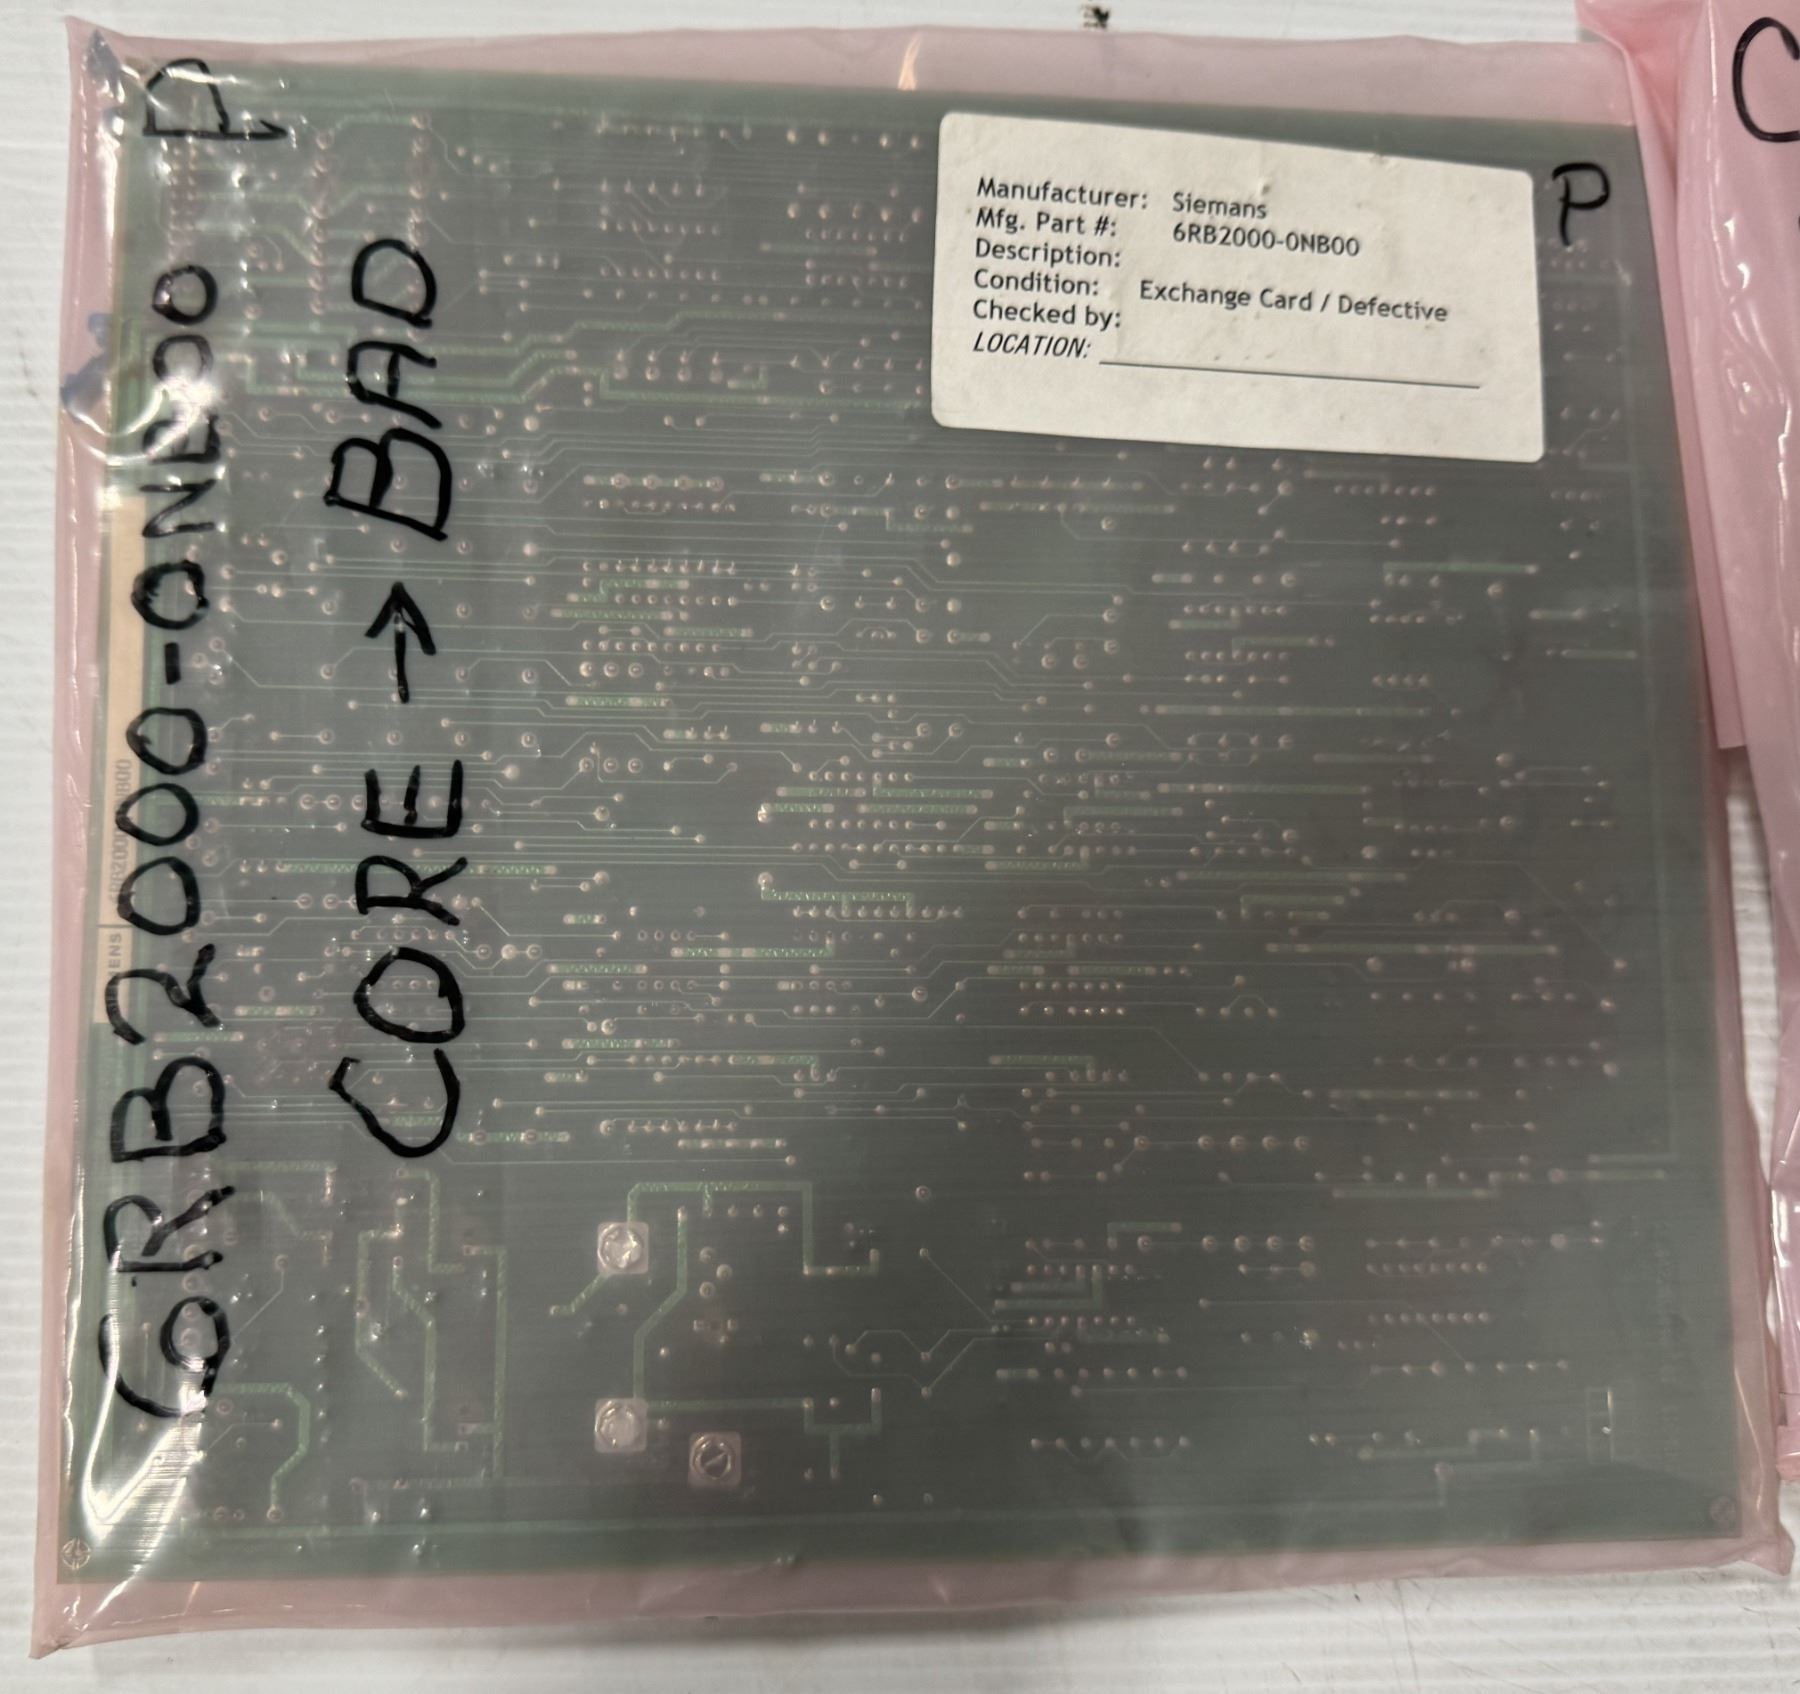 6RB2000-0NB00 P
CORE → BAD
Manufacturer: Siemans
Mfg. Part #: 6RB2000-0NB00
Description:
Condition: Exchange Card / Defective
Checked by:
LOCATION:
P
C